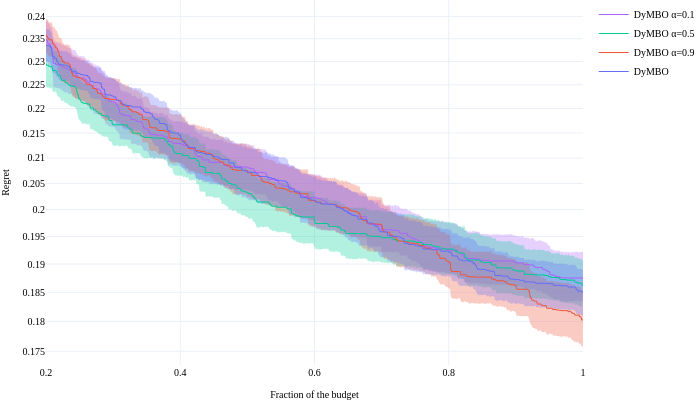 0.24
0.235
0.23
0.225
0.22
0.215
0.21
0.205
0.2
0.195
0.19
0.185
0.18
0.175
Regret
0.2 0.4 0.6 0.8 1
Fraction of the budget
DyMBO α=0.1
DyMBO α=0.5
DyMBO α=0.9
DyMBO